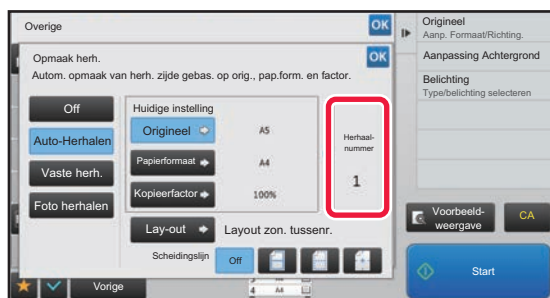 Overige
OK
Opmaak herh.
OK
Autom. opmaak van herh. zijde gebas. op orig., pap.form. en factor.
Off
Auto-Herhalen
Vaste herh.
Foto herhalen
Huidige instelling
Origineel
A5
Papierformaat
A4
Kopieerfactor
100%
Herhaal-
nummer
1
Lay-out
Layout zon. tussenr.
Scheidingslijn
Off
Vorige
4 A4
Origineel
Aanp. Formaat/Richting.
Aanpassing Achtergrond
Belichting
Type/belichting selecteren
Voorbeeld-
weergave
CA
Start